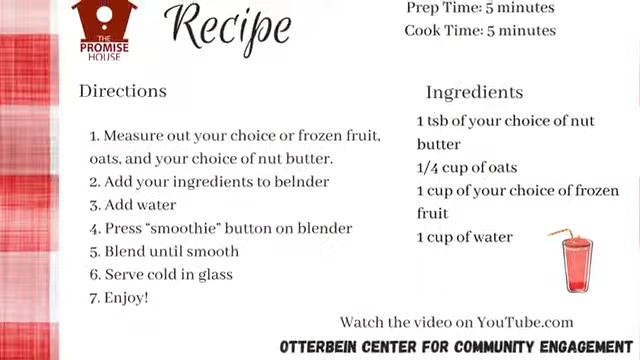 THE
PROMISE
HOUSE
Recipe
Prep Time: 5 minutes
Cook Time: 5 minutes
Directions
1. Measure out your choice or frozen fruit,
oats, and your choice of nut butter.
2. Add your ingredients to belnder
3. Add water
4. Press “smoothie” button on blender
5. Blend until smooth
6. Serve cold in glass
7. Enjoy!
Ingredients
1 tsb of your choice of nut
butter
1/4 cup of oats
1 cup of your choice of frozen
fruit
1 cup of water
Watch the video on YouTube.com
OTTERBEIN CENTER FOR COMMUNITY ENGAGEMENT